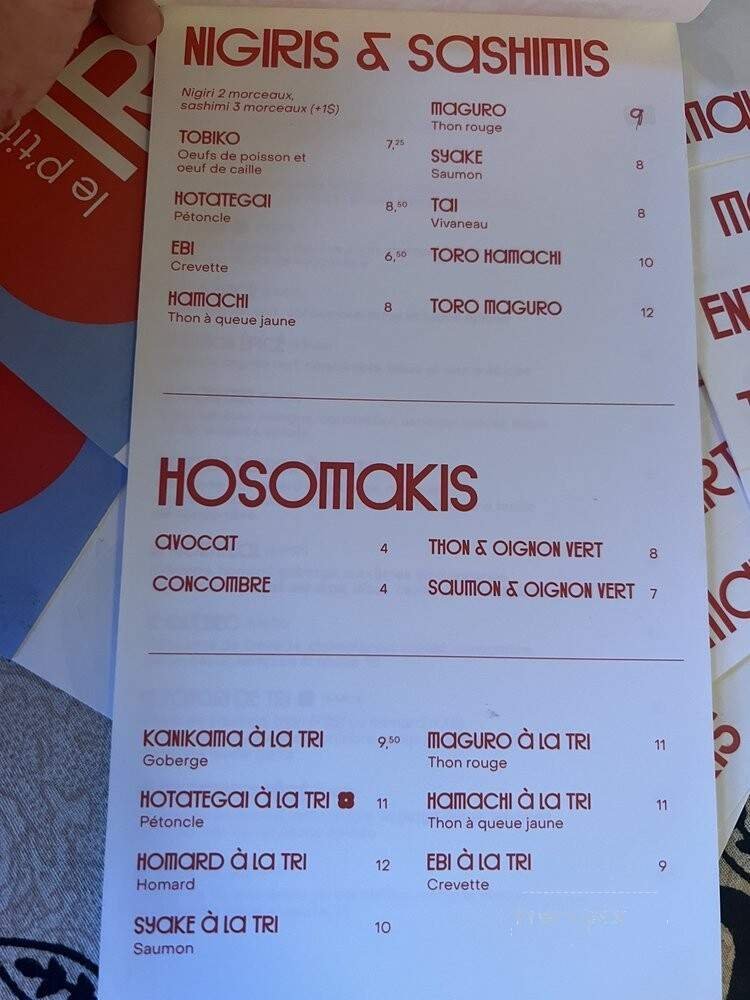 NIGIRIS & SASHIMIS
Nigiri 2 morceaux,
sashimi 3 morceaux (+1$)
TOBIKO 7,25
Oeufs de poisson et
oeuf de caille
HOTATEGAI 8,50
Pétoncle
EBI 6,50
Crevette
HAMACHI 8
Thon à queue jaune
MAGURO 9
Thon rouge
SYAKE 8
Saumon
TAI 8
Vivaneau
TORO HAMACHI 10
TORO MAGURO 12
HOSOMAKIS
AVOCAT 4
CONCOMBRE 4
THON & OIGNON VERT 8
SAUMON & OIGNON VERT 7
KANIKAMA À LA TRI 9,50
Goberge
HOTATEGAI À LA TRI 11
Pétoncle
HOMARD À LA TRI 12
Homard
SYAKE À LA TRI 10
Saumon
MAGURO À LA TRI 11
Thon rouge
HAMACHI À LA TRI 11
Thon à queue jaune
EBI À LA TRI 9
Crevette
le p'tit